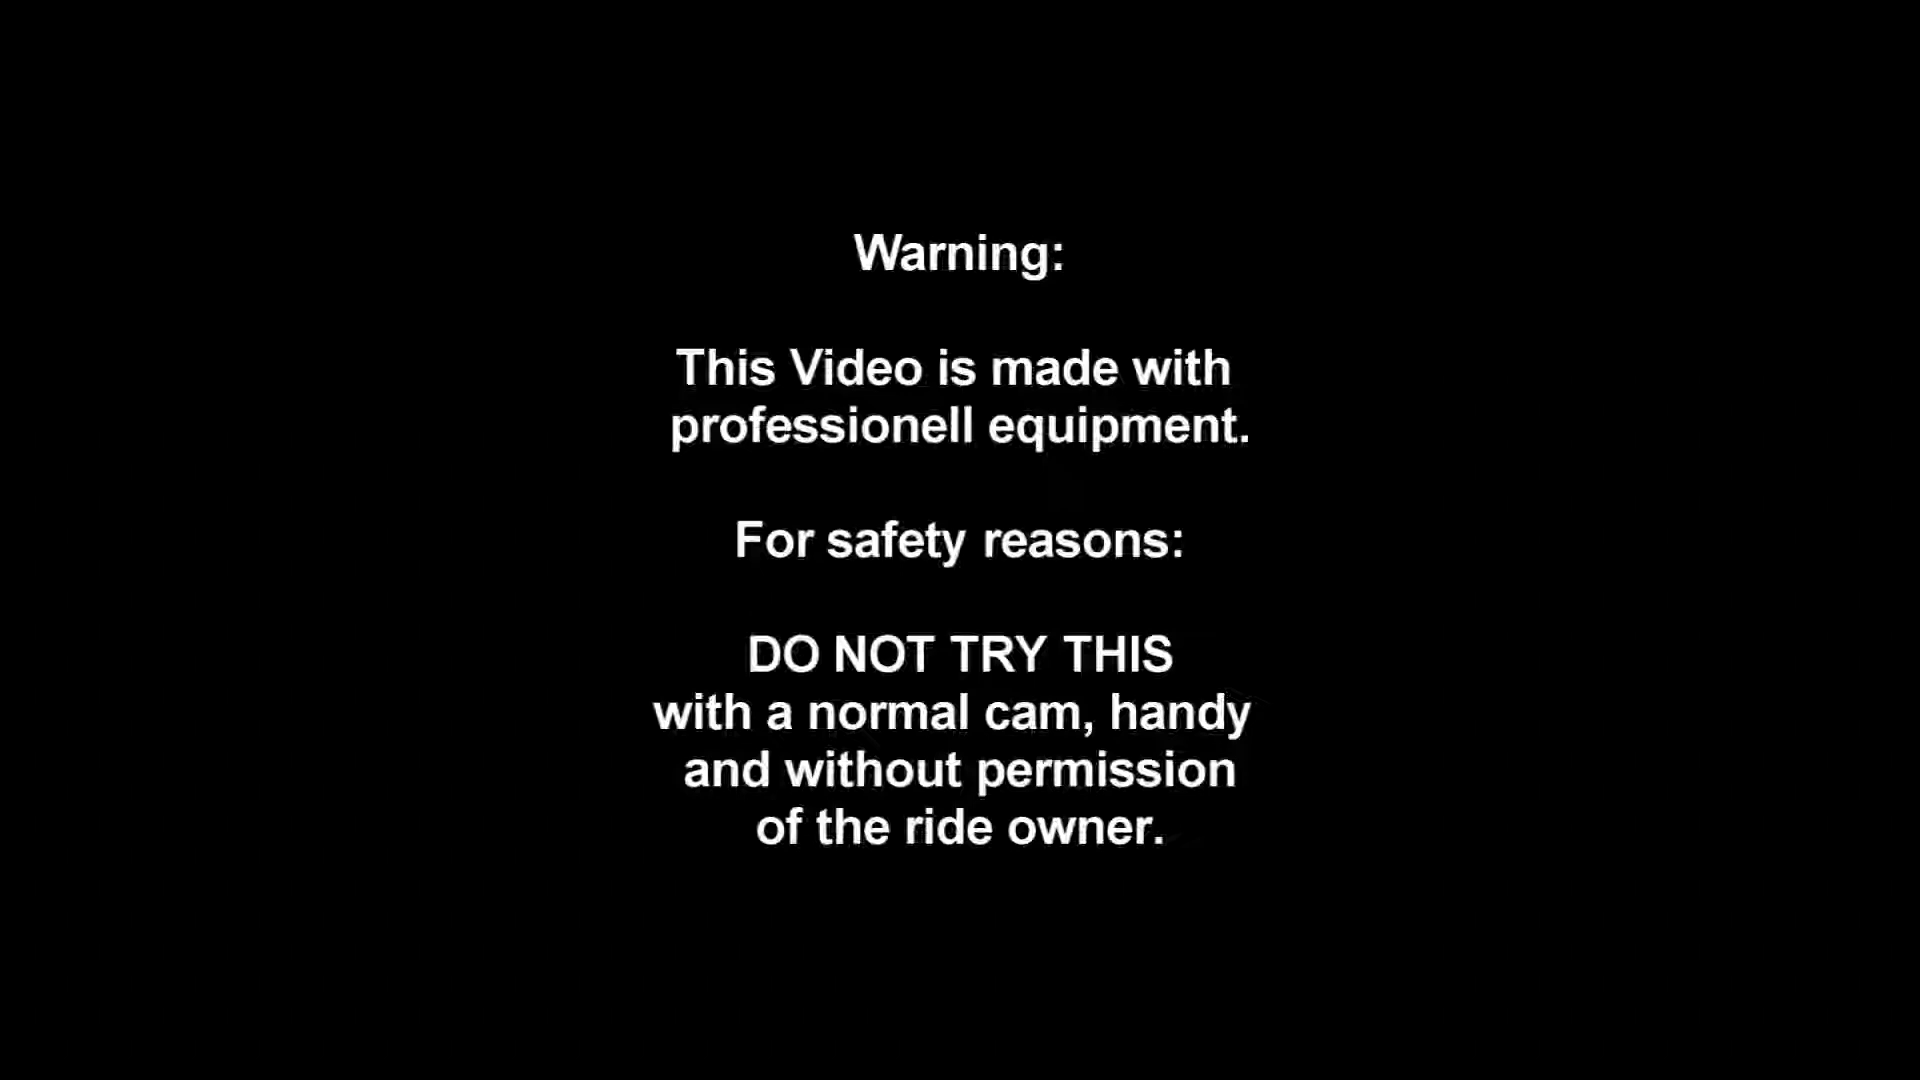 Warning:
This Video is made with
professionell equipment.
For safety reasons:
DO NOT TRY THIS
with a normal cam, handy
and without permission
of the ride owner.